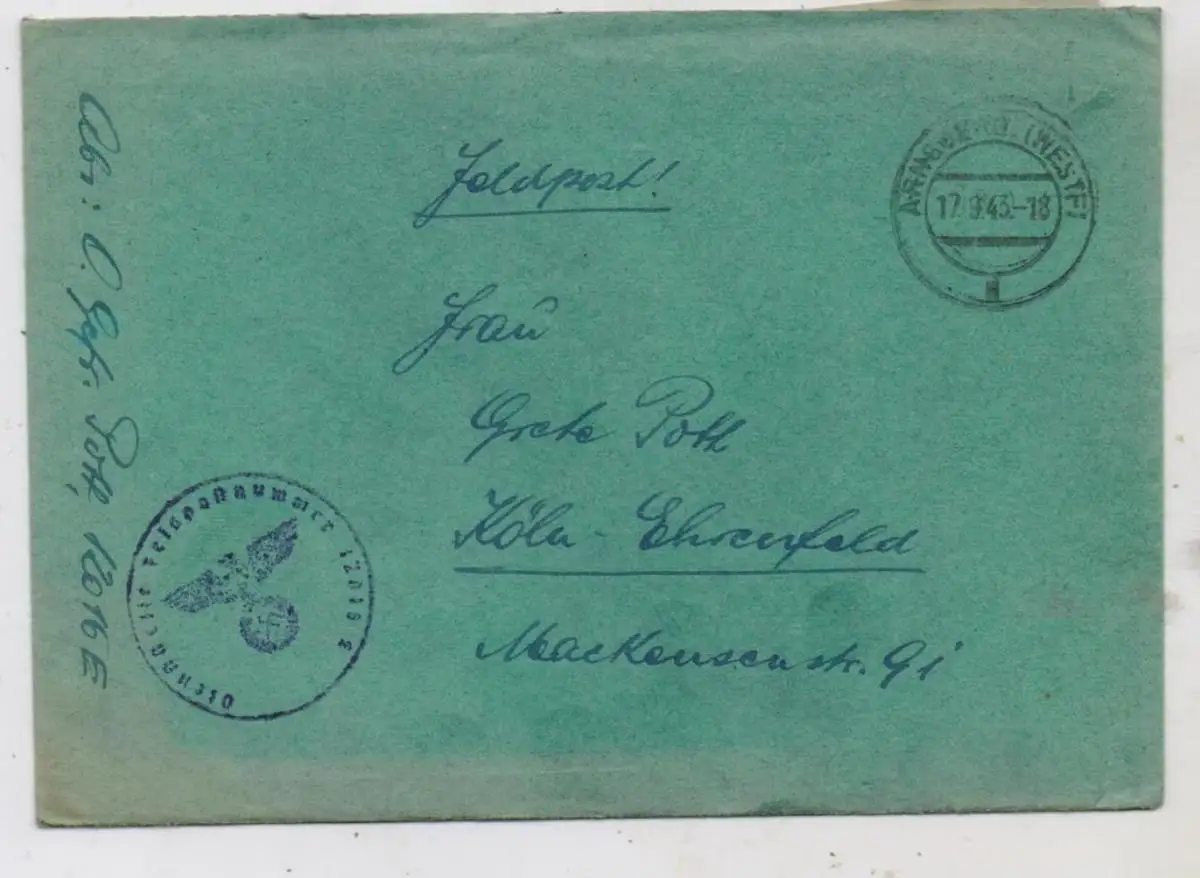 Feldpost!
Frau
Grete Poth
Köln-Ehrenfeld
Mackensenstr. 9 i
ARNSBERG (WESTF)
17.9.43.-18
Abs: O.Gefr. Poth, 12016 E
Dienststelle Feldpostnummer 12016 E